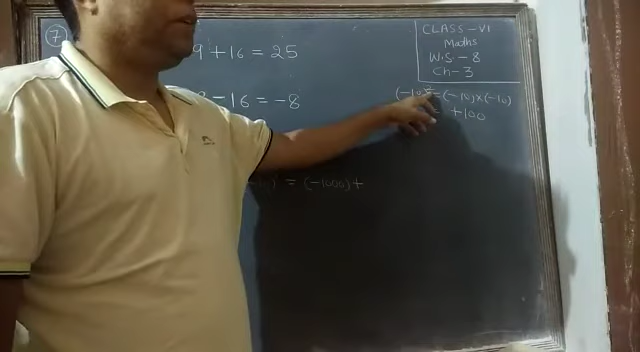 7
9 + 16 = 25
- 16 = -8
= (-1000) +
CLASS - VI
Maths
W.S - 8
Ch - 3
(-10)² = (-10) × (-10)
= +100